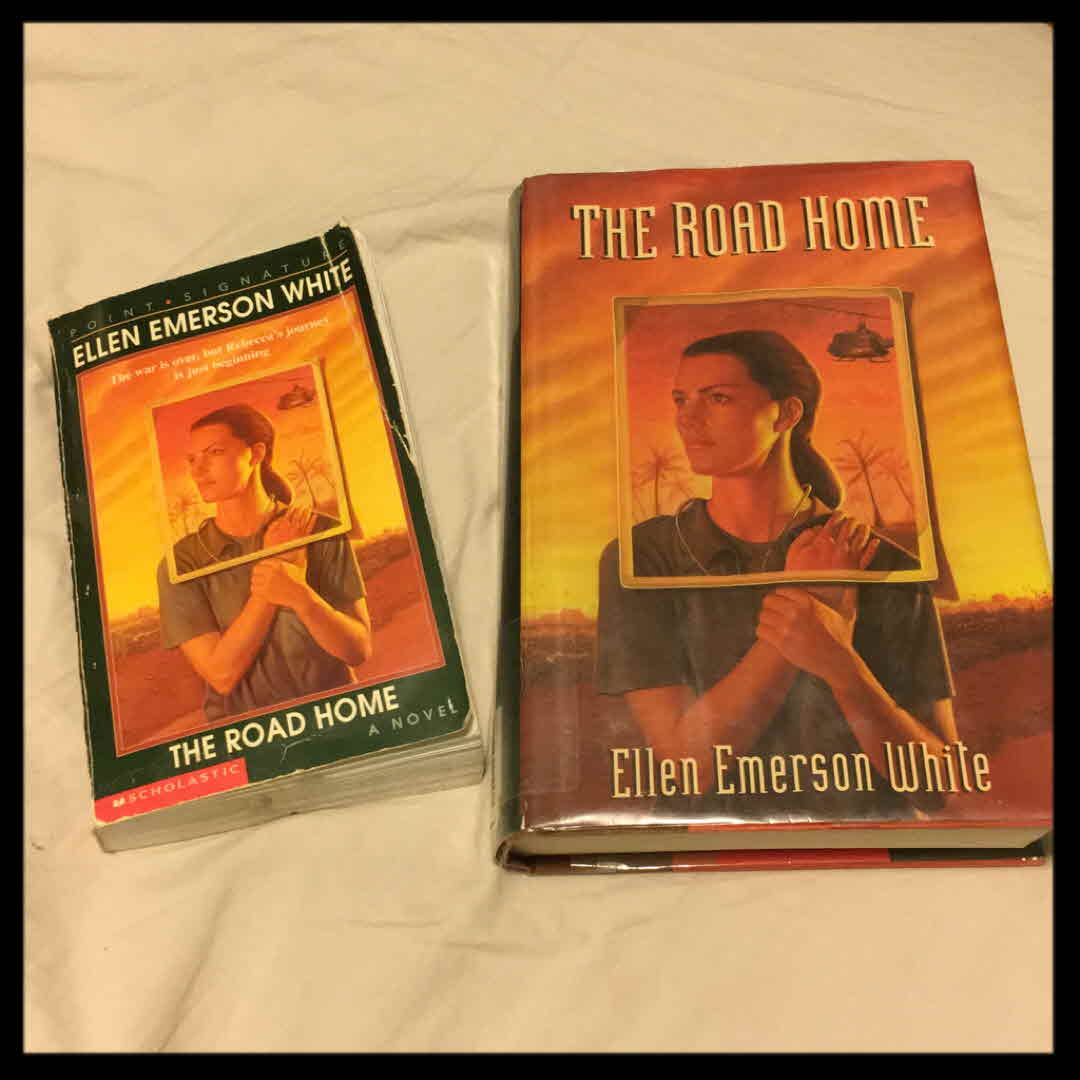 POINT • SIGNATURE
ELLEN EMERSON WHITE
The war is over, but Rebecca's journey
is just beginning
THE ROAD HOME
A NOVEL
SCHOLASTIC
THE ROAD HOME
Ellen Emerson White